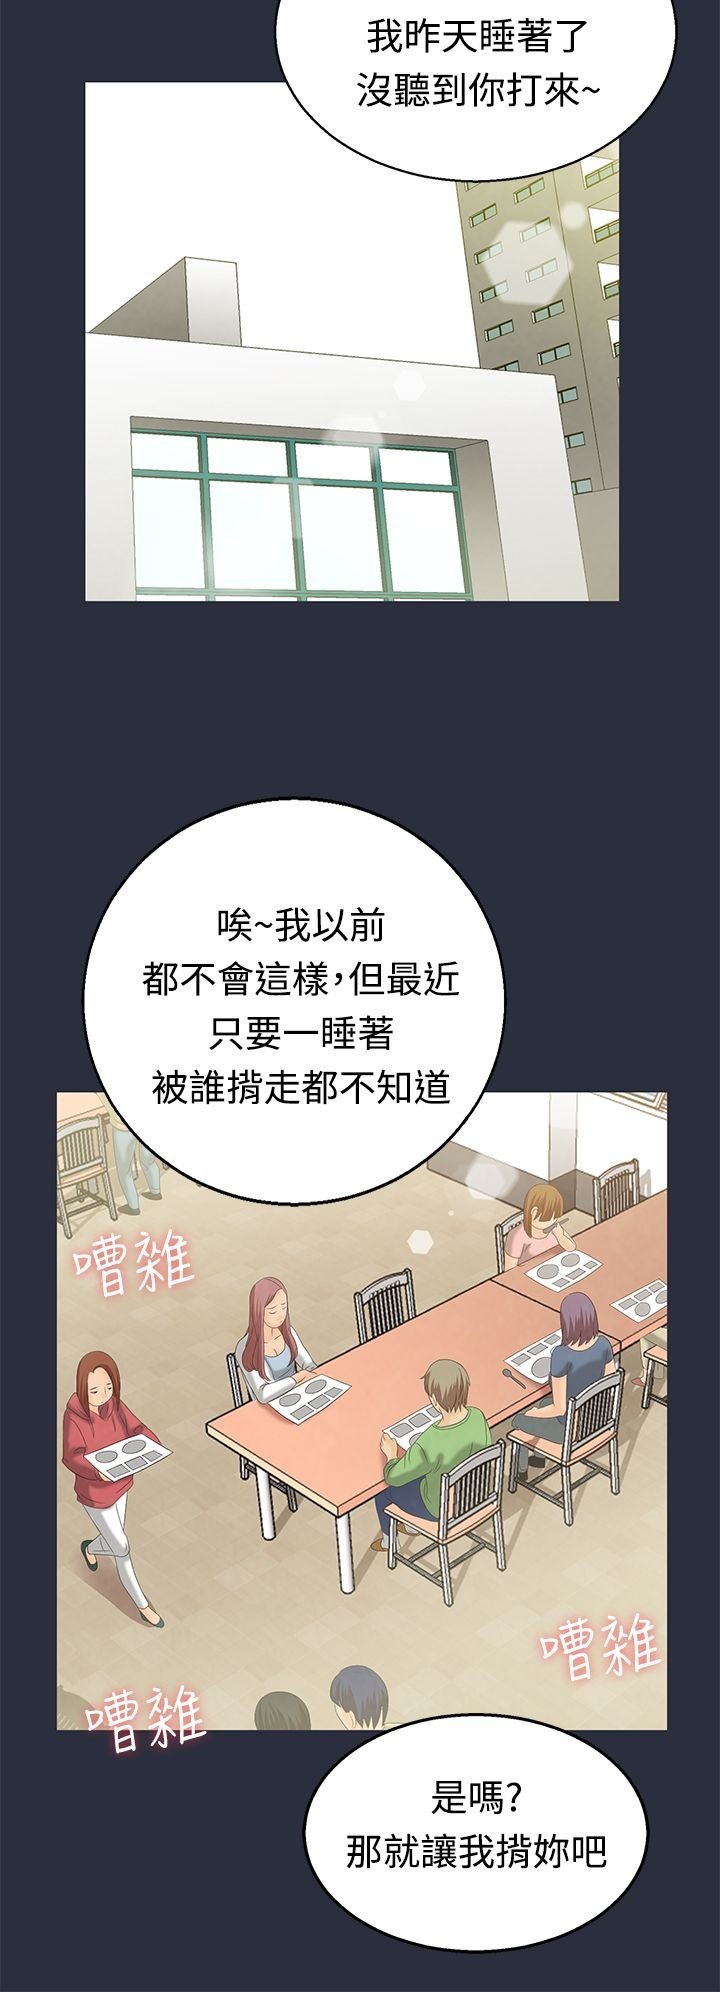 我昨天睡著了
沒聽到你打來~
唉~我以前
都不會這樣,但最近
只要一睡著
被誰揹走都不知道
嘈雜
嘈雜
嘈雜
是嗎?
那就讓我揹妳吧